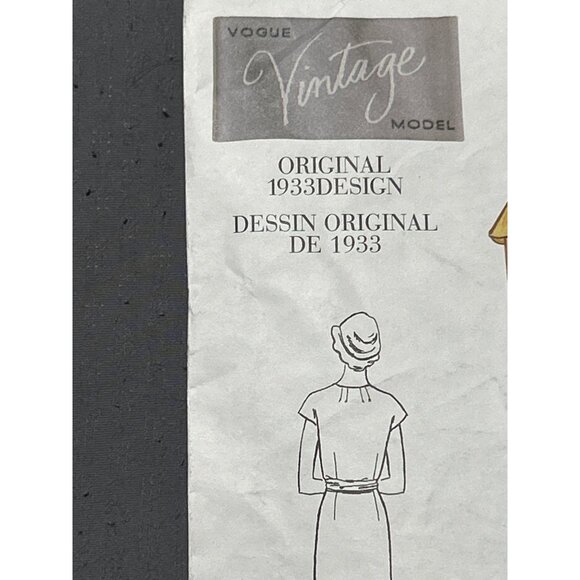 VOGUE
Vintage
MODEL
ORIGINAL
1933DESIGN
DESSIN ORIGINAL
DE 1933